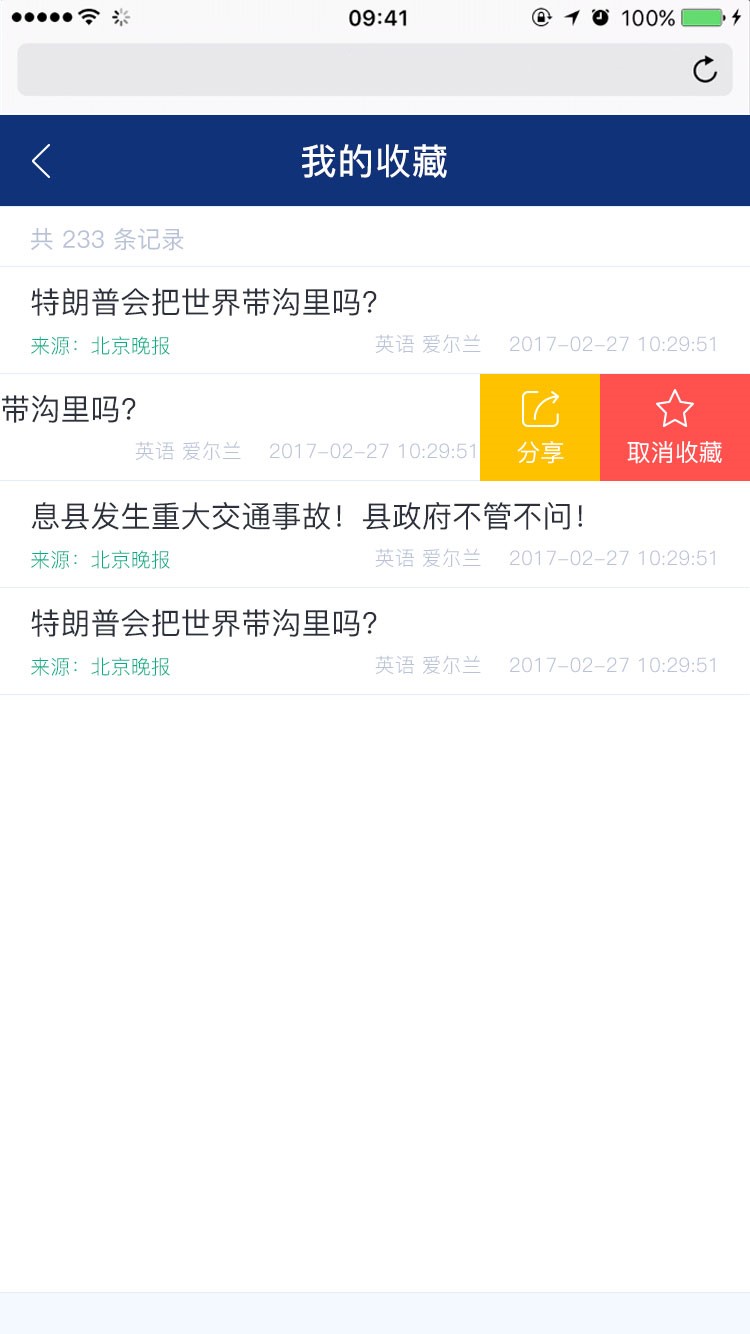 09:41 100%
我的收藏
共 233 条记录
特朗普会把世界带沟里吗?
来源：北京晚报 英语 爱尔兰 2017-02-27 10:29:51
带沟里吗?
英语 爱尔兰 2017-02-27 10:29:51
分享 取消收藏
息县发生重大交通事故！县政府不管不问！
来源：北京晚报 英语 爱尔兰 2017-02-27 10:29:51
特朗普会把世界带沟里吗?
来源：北京晚报 英语 爱尔兰 2017-02-27 10:29:51